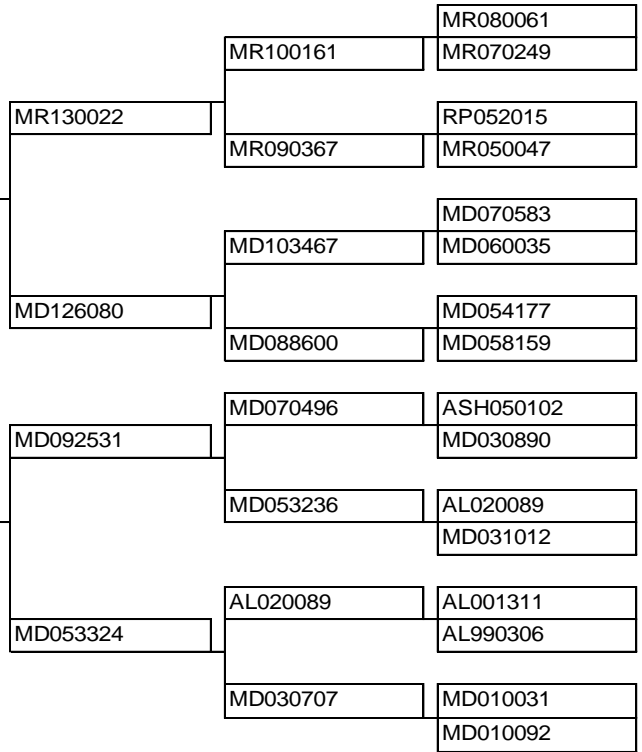 MR080061
MR100161 MR070249
MR130022 RP052015
MR090367 MR050047
MD070583
MD103467 MD060035
MD126080 MD054177
MD088600 MD058159
MD070496 ASH050102
MD092531 MD030890
MD053236 AL020089
MD031012
AL020089 AL001311
MD053324 AL990306
MD030707 MD010031
MD010092